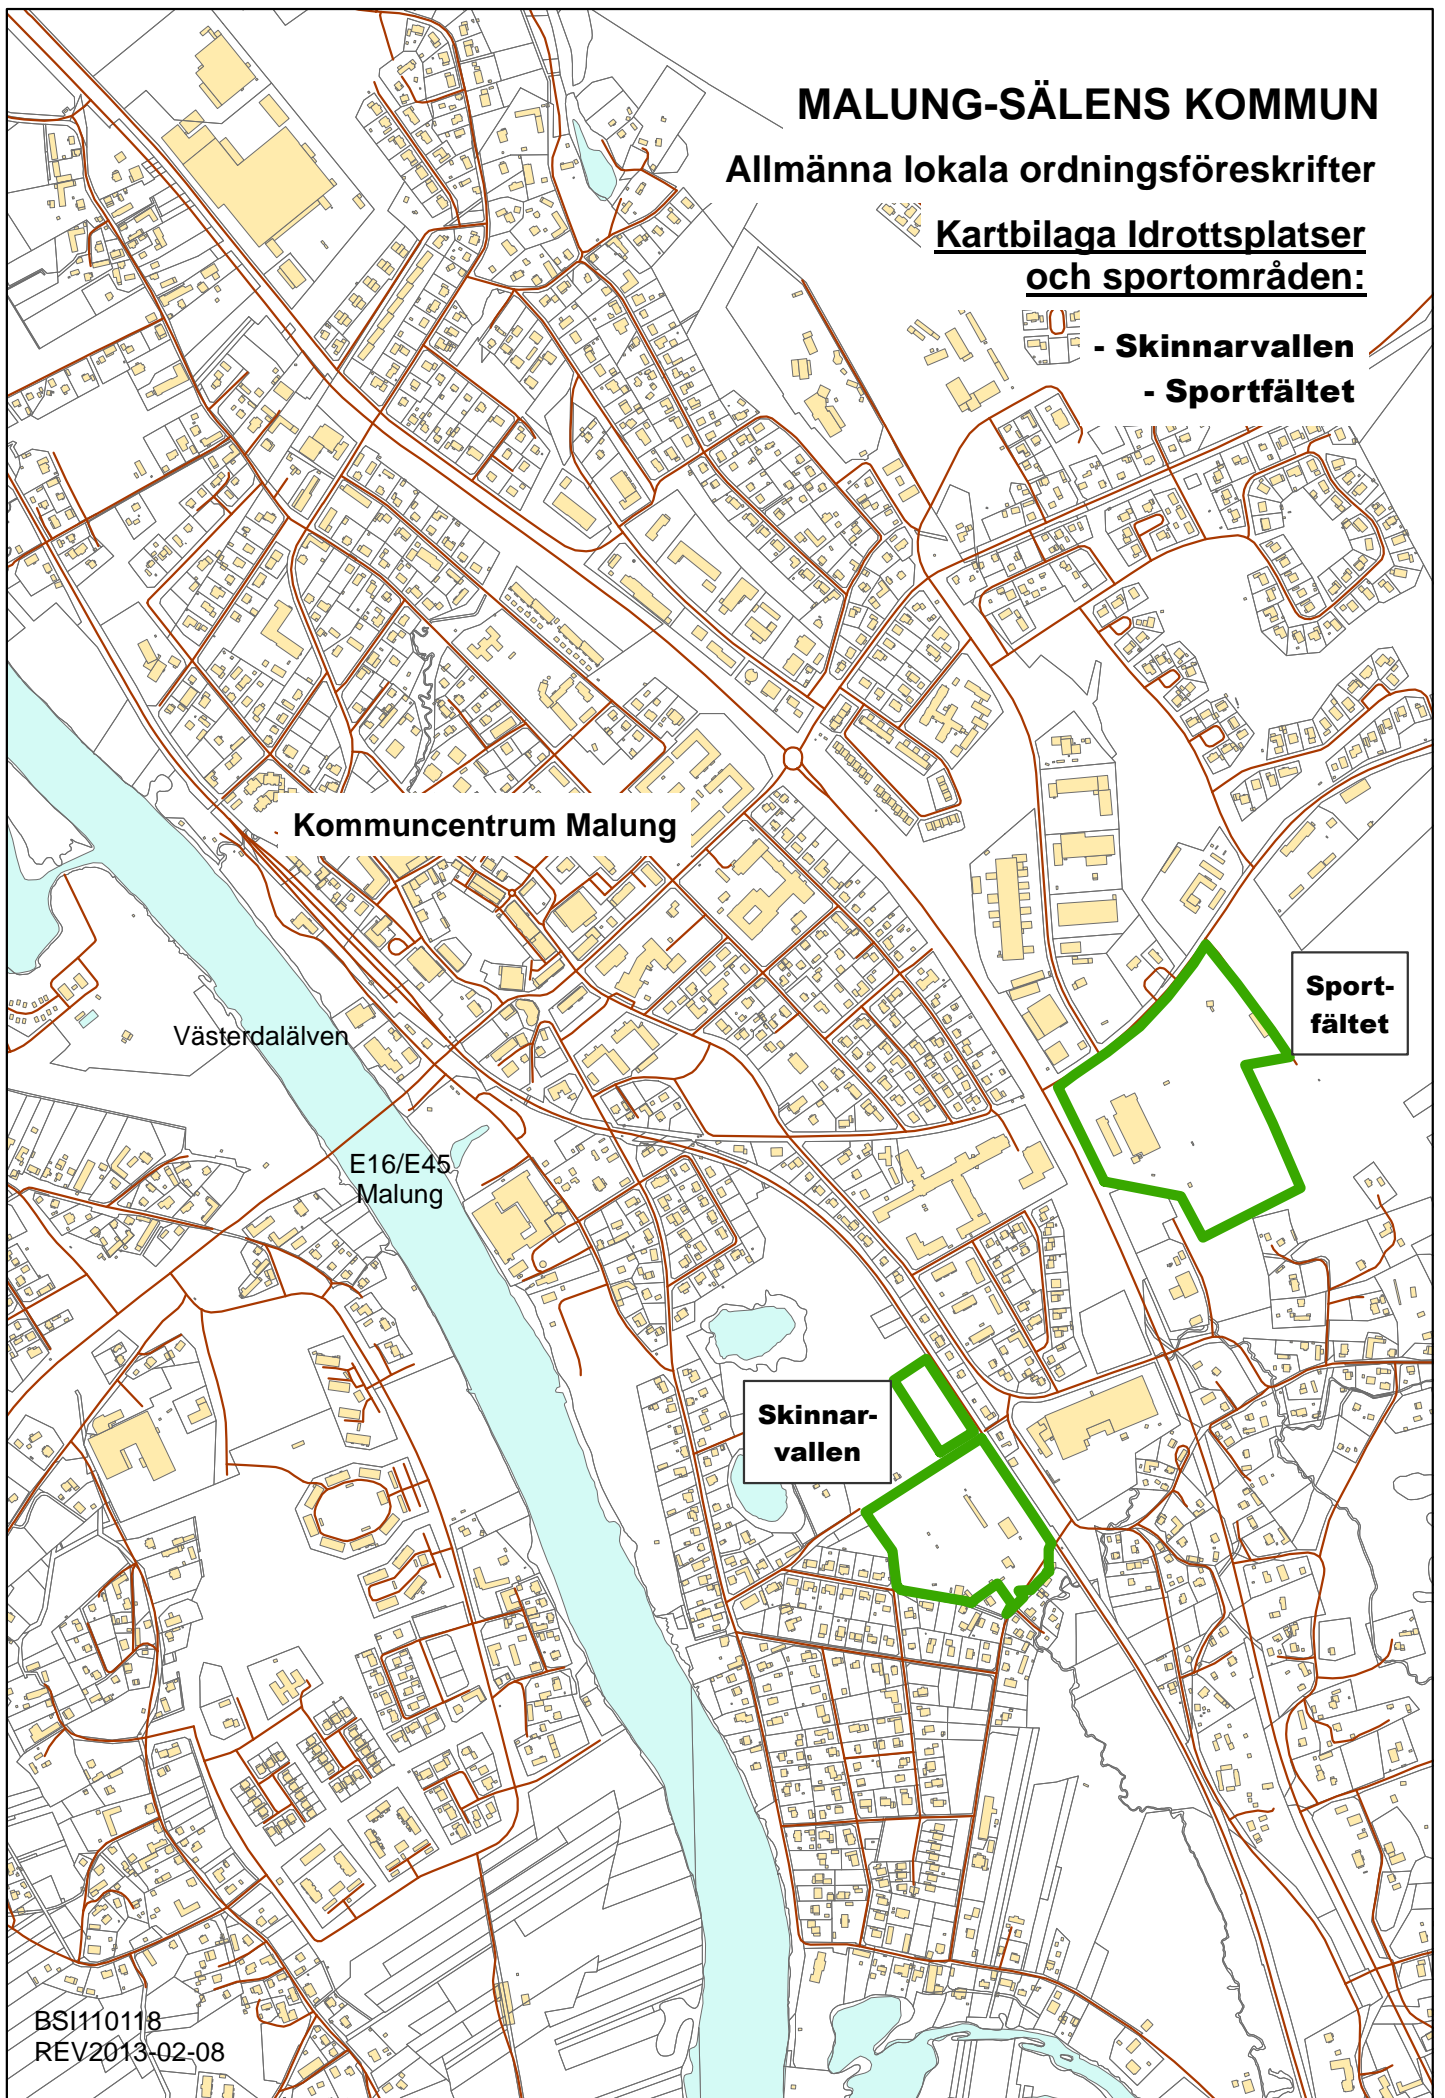 MALUNG-SÄLENS KOMMUN
Allmänna lokala ordningsföreskrifter
Kartbilaga Idrottsplatser
och sportområden:
- Skinnarvallen
- Sportfältet
Kommuncentrum Malung
Sport-
fältet
Västerdalälven
E16/E45
Malung
Skinnar-
vallen
BSI110118
REV2013-02-08